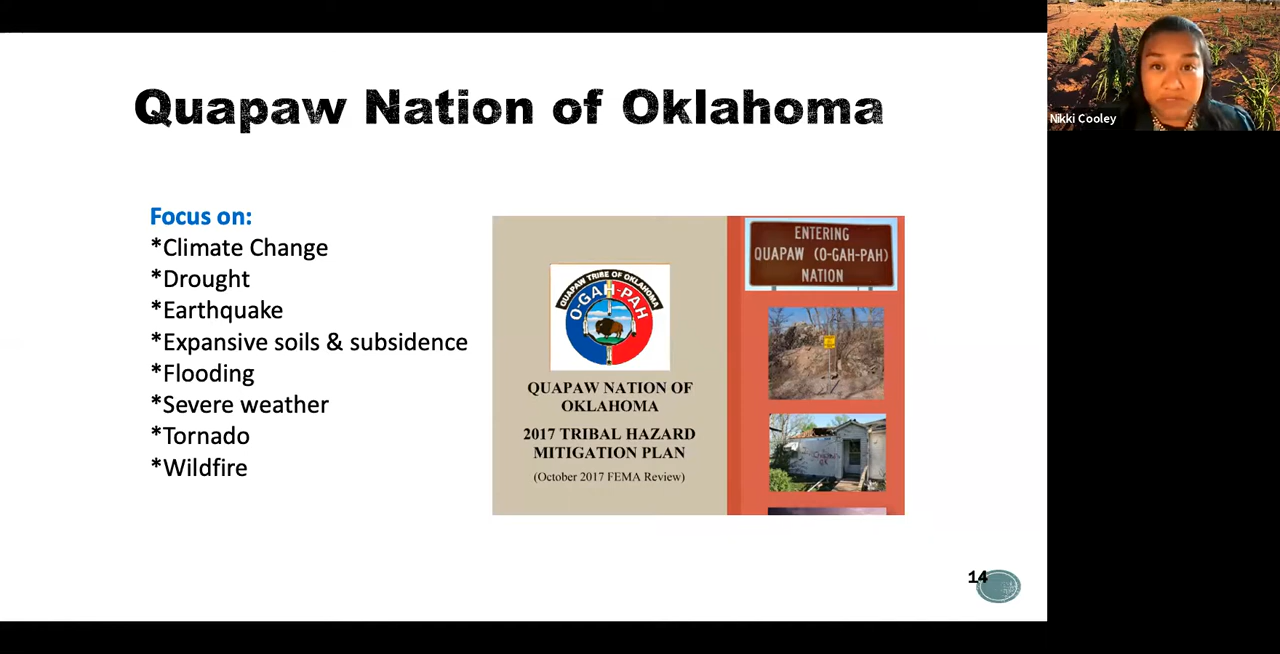 Quapaw Nation of Oklahoma
Nikki Cooley
Focus on:
*Climate Change
*Drought
*Earthquake
*Expansive soils & subsidence
*Flooding
*Severe weather
*Tornado
*Wildfire
QUAPAW TRIBE OF OKLAHOMA
O-GAH-PAH
QUAPAW NATION OF
OKLAHOMA
2017 TRIBAL HAZARD
MITIGATION PLAN
(October 2017 FEMA Review)
ENTERING
QUAPAW (O-GAH-PAH)
NATION
14